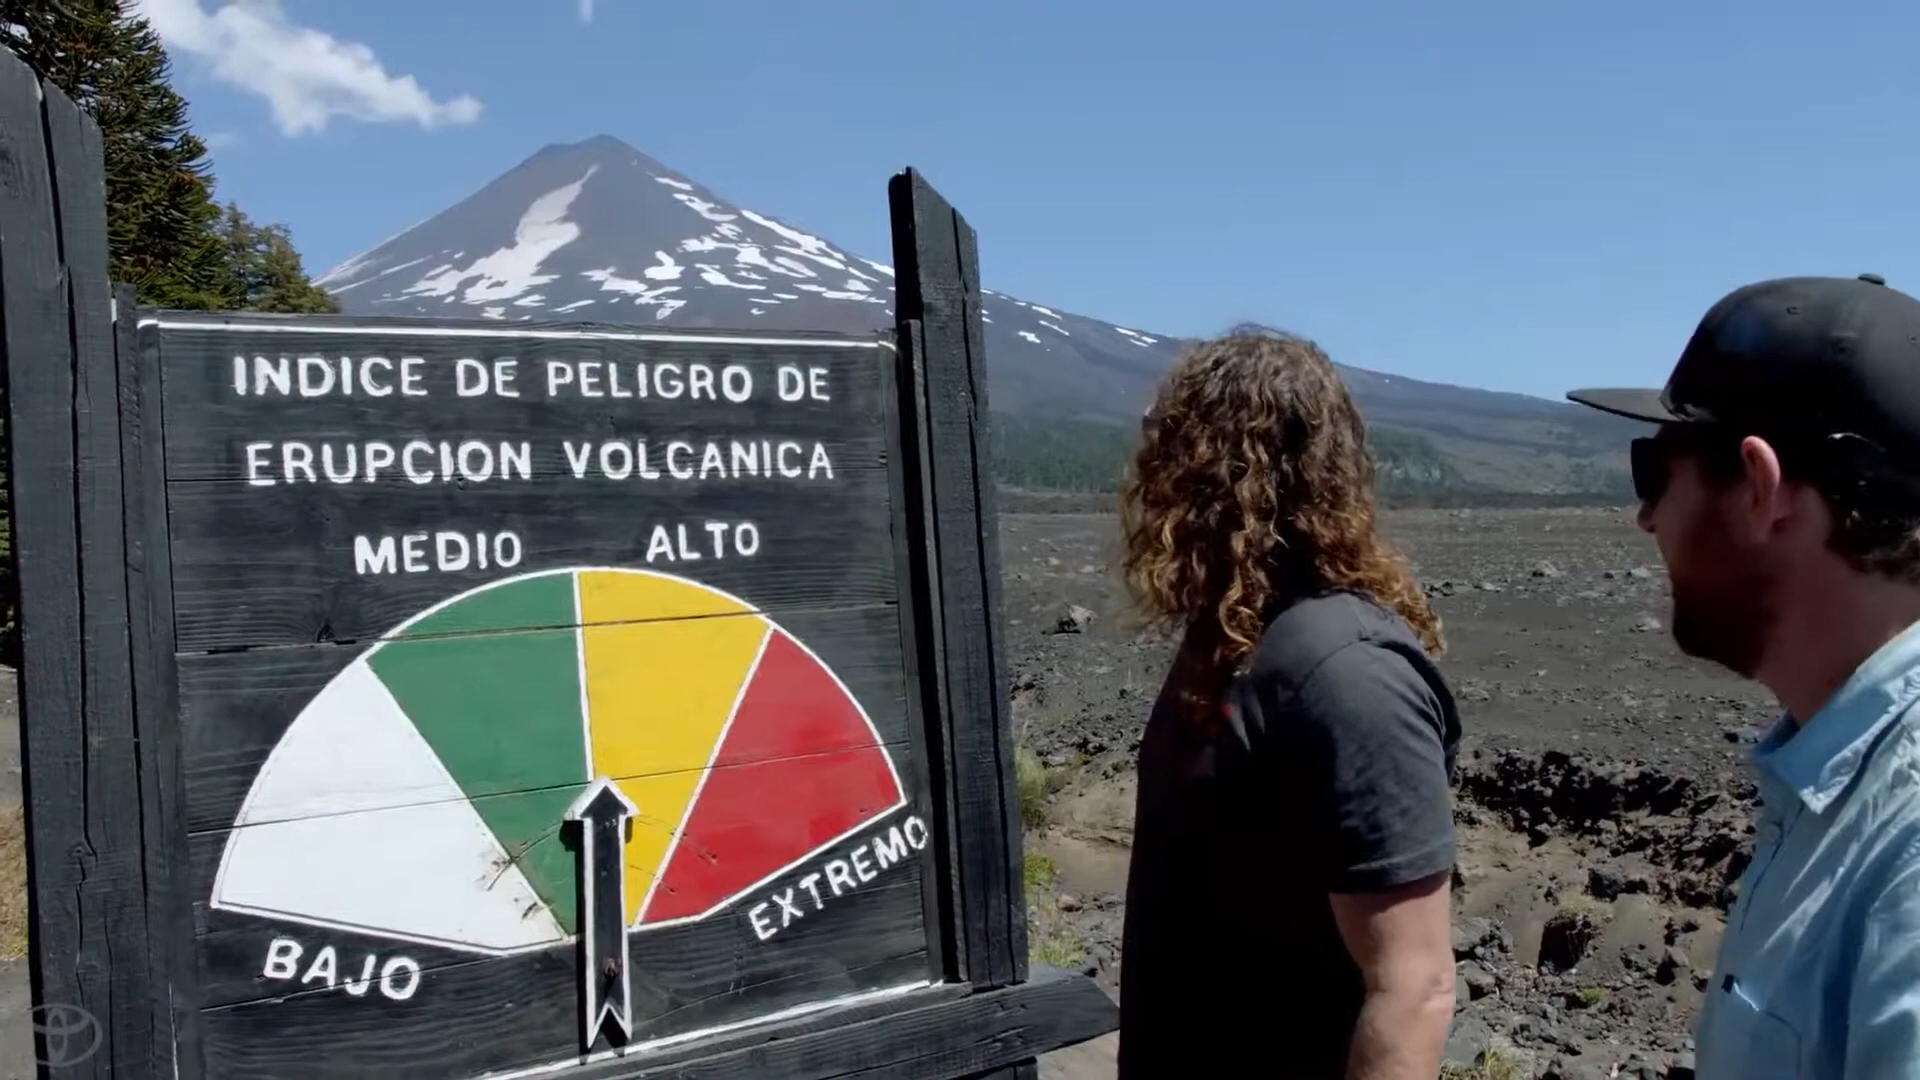 INDICE DE PELIGRO DE
ERUPCION VOLCANICA
MEDIO ALTO
BAJO EXTREMO